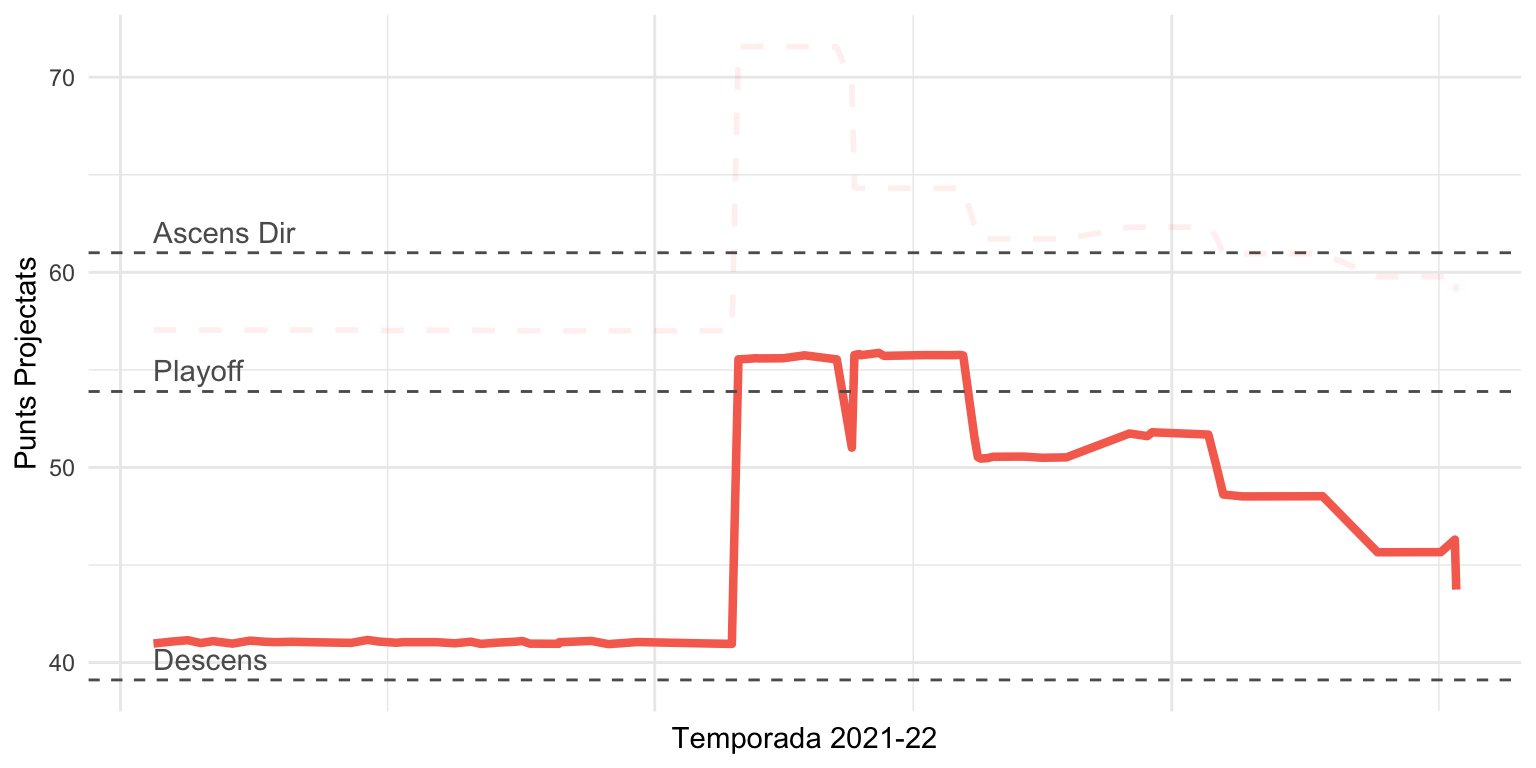 70
60
50
40
Punts Projectats
Ascens Dir
Playoff
Descens
Temporada 2021-22